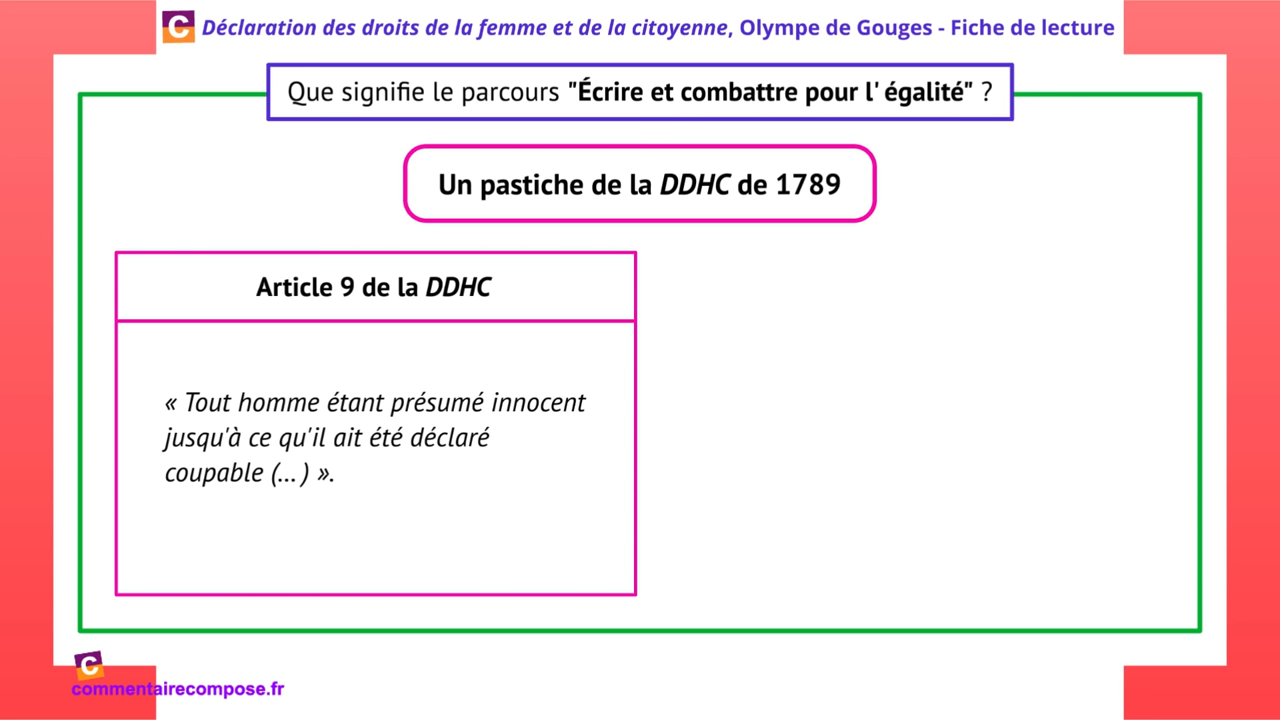 C Déclaration des droits de la femme et de la citoyenne, Olympe de Gouges - Fiche de lecture
Que signifie le parcours "Écrire et combattre pour l' égalité" ?
Un pastiche de la DDHC de 1789
Article 9 de la DDHC
« Tout homme étant présumé innocent
jusqu'à ce qu'il ait été déclaré
coupable (...) ».
C
commentairecompose.fr